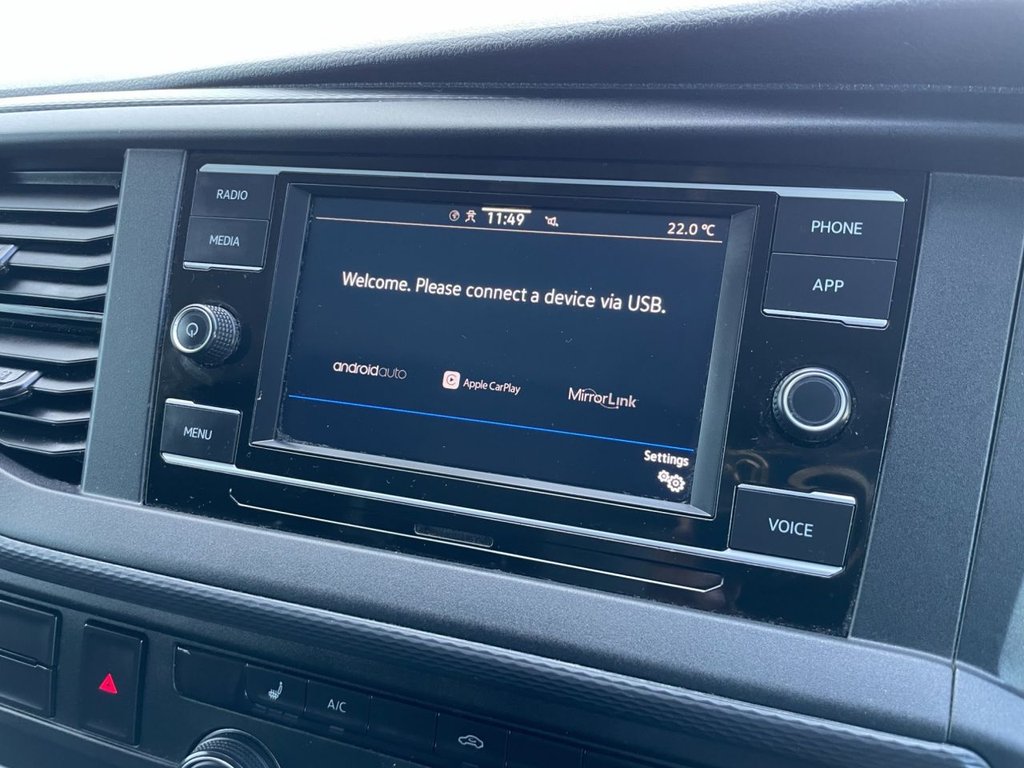 RADIO
MEDIA
11:49
22.0 °C
PHONE
APP
Welcome. Please connect a device via USB.
androidauto
Apple CarPlay
MirrorLink
MENU
Settings
VOICE
A/C